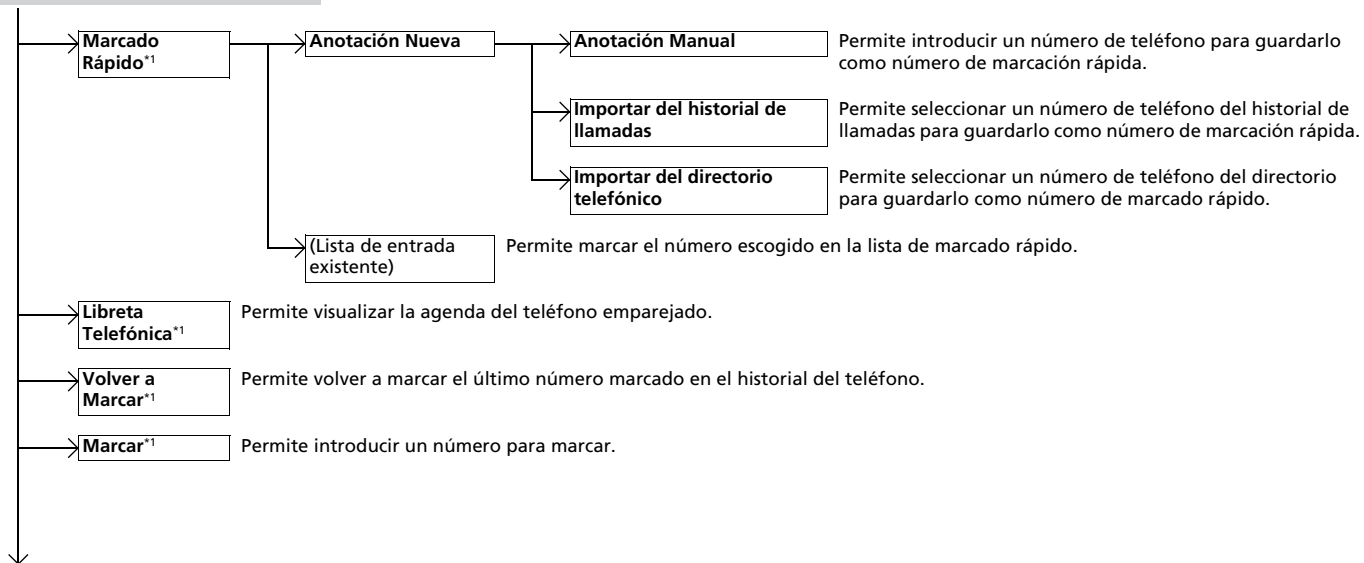 Marcado
Rápido*1
Anotación Nueva
Anotación Manual
Permite introducir un número de teléfono para guardarlo
como número de marcación rápida.
Importar del historial de
llamadas
Permite seleccionar un número de teléfono del historial de
llamadas para guardarlo como número de marcación rápida.
Importar del directorio
telefónico
Permite seleccionar un número de teléfono del directorio
para guardarlo como número de marcado rápido.
(Lista de entrada
existente)
Permite marcar el número escogido en la lista de marcado rápido.
Libreta
Telefónica*1
Permite visualizar la agenda del teléfono emparejado.
Volver a
Marcar*1
Permite volver a marcar el último número marcado en el historial del teléfono.
Marcar*1
Permite introducir un número para marcar.